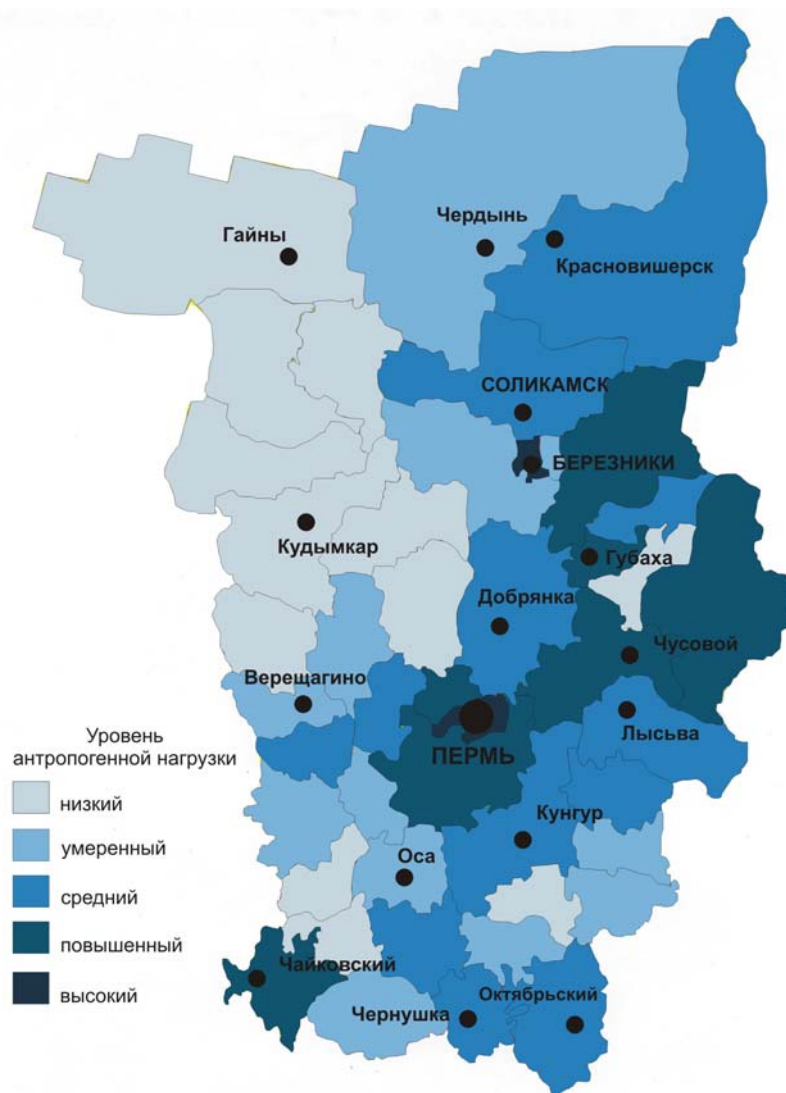 Гайны
Чердынь
Красновишерск
СОЛИКАМСК
БЕРЕЗНИКИ
Кудымкар
Губаха
Добрянка
Чусовой
Верещагино
Лысьва
ПЕРМЬ
Кунгур
Оса
Чайковский
Чернушка
Октябрьский
Уровень
антропогенной нагрузки
низкий
умеренный
средний
повышенный
высокий